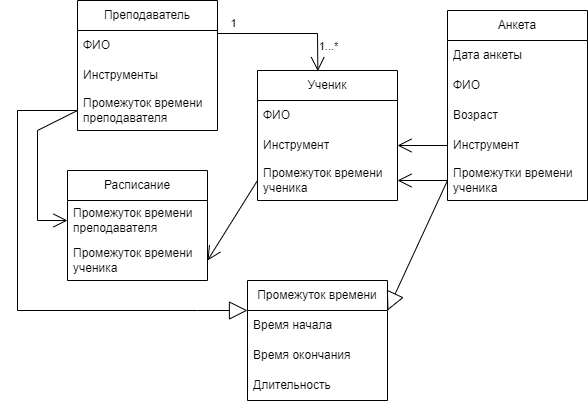 Преподаватель
ФИО
Инструменты
Промежуток времени
преподавателя
1
1...*
Ученик
ФИО
Инструмент
Промежуток времени
ученика
Анкета
Дата анкеты
ФИО
Возраст
Инструмент
Промежутки времени
ученика
Расписание
Промежуток времени
преподавателя
Промежуток времени
ученика
Промежуток времени
Время начала
Время окончания
Длительность